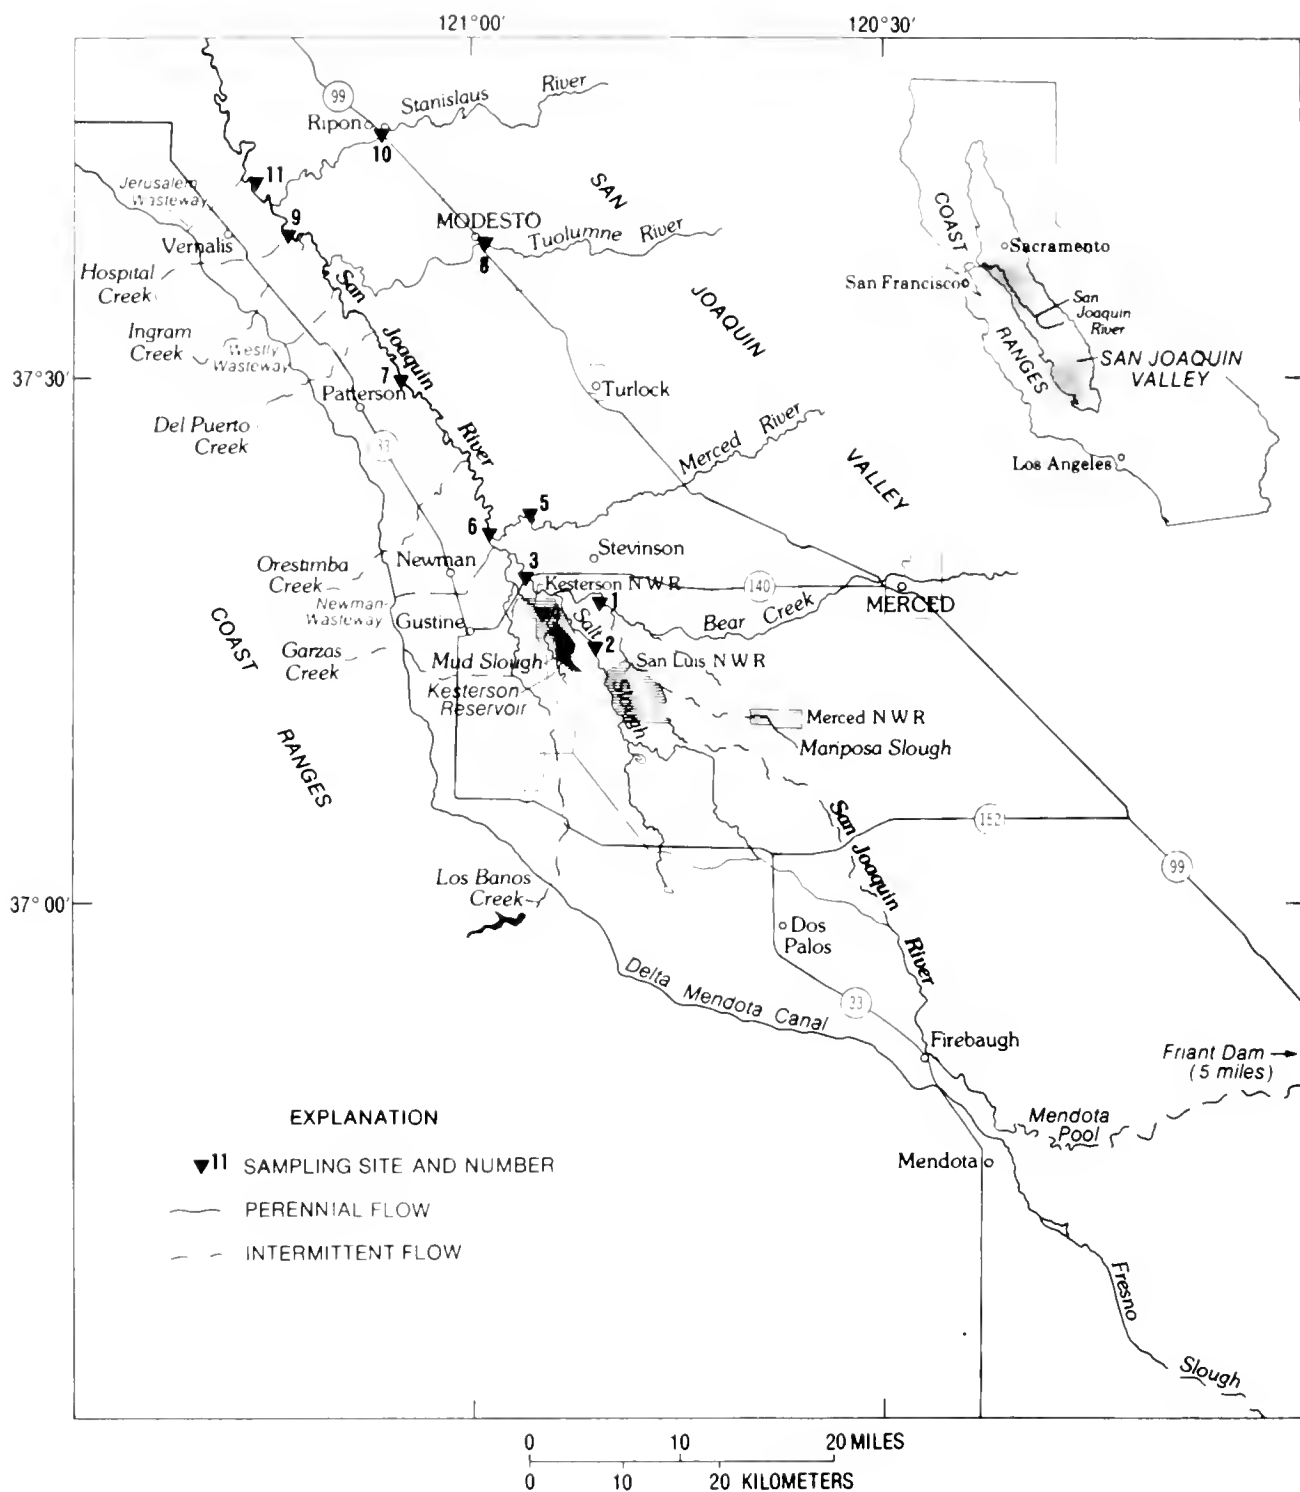 121°00′
120°30′
99
Stanislaus River
Ripon
10
11
Jerusalem
Wasteway
9
SAN
MODESTO
Tuolumne River
8
Vernalis
Hospital
Creek
San
JOAQUIN
Ingram
Creek
Westly
Wasteway
Joaquin
7
37°30′
Patterson
Turlock
Del Puerto
Creek
33
River
Merced River
VALLEY
5
6
Stevinson
Newman
3
Orestimba
Creek
Kesterson NWR
140
MERCED
Newman
Wasteway
4
1
Salt
Bear Creek
Gustine
COAST
Garzas
Creek
2
Mud Slough
San Luis NWR
Kesterson
Reservoir
Slough
Merced NWR
Mariposa Slough
RANGES
San
152
Joaquin
99
Los Banos
Creek
37°00′
Dos
Palos
River
Delta Mendota Canal
33
Firebaugh
Friant Dam
(5 miles)
Mendota
Pool
Mendota
Fresno
Slough
COAST
Sacramento
San Francisco
San
Joaquin
River
RANGES
SAN JOAQUIN
VALLEY
Los Angeles
EXPLANATION
11 SAMPLING SITE AND NUMBER
PERENNIAL FLOW
INTERMITTENT FLOW
0 10 20 MILES
0 10 20 KILOMETERS